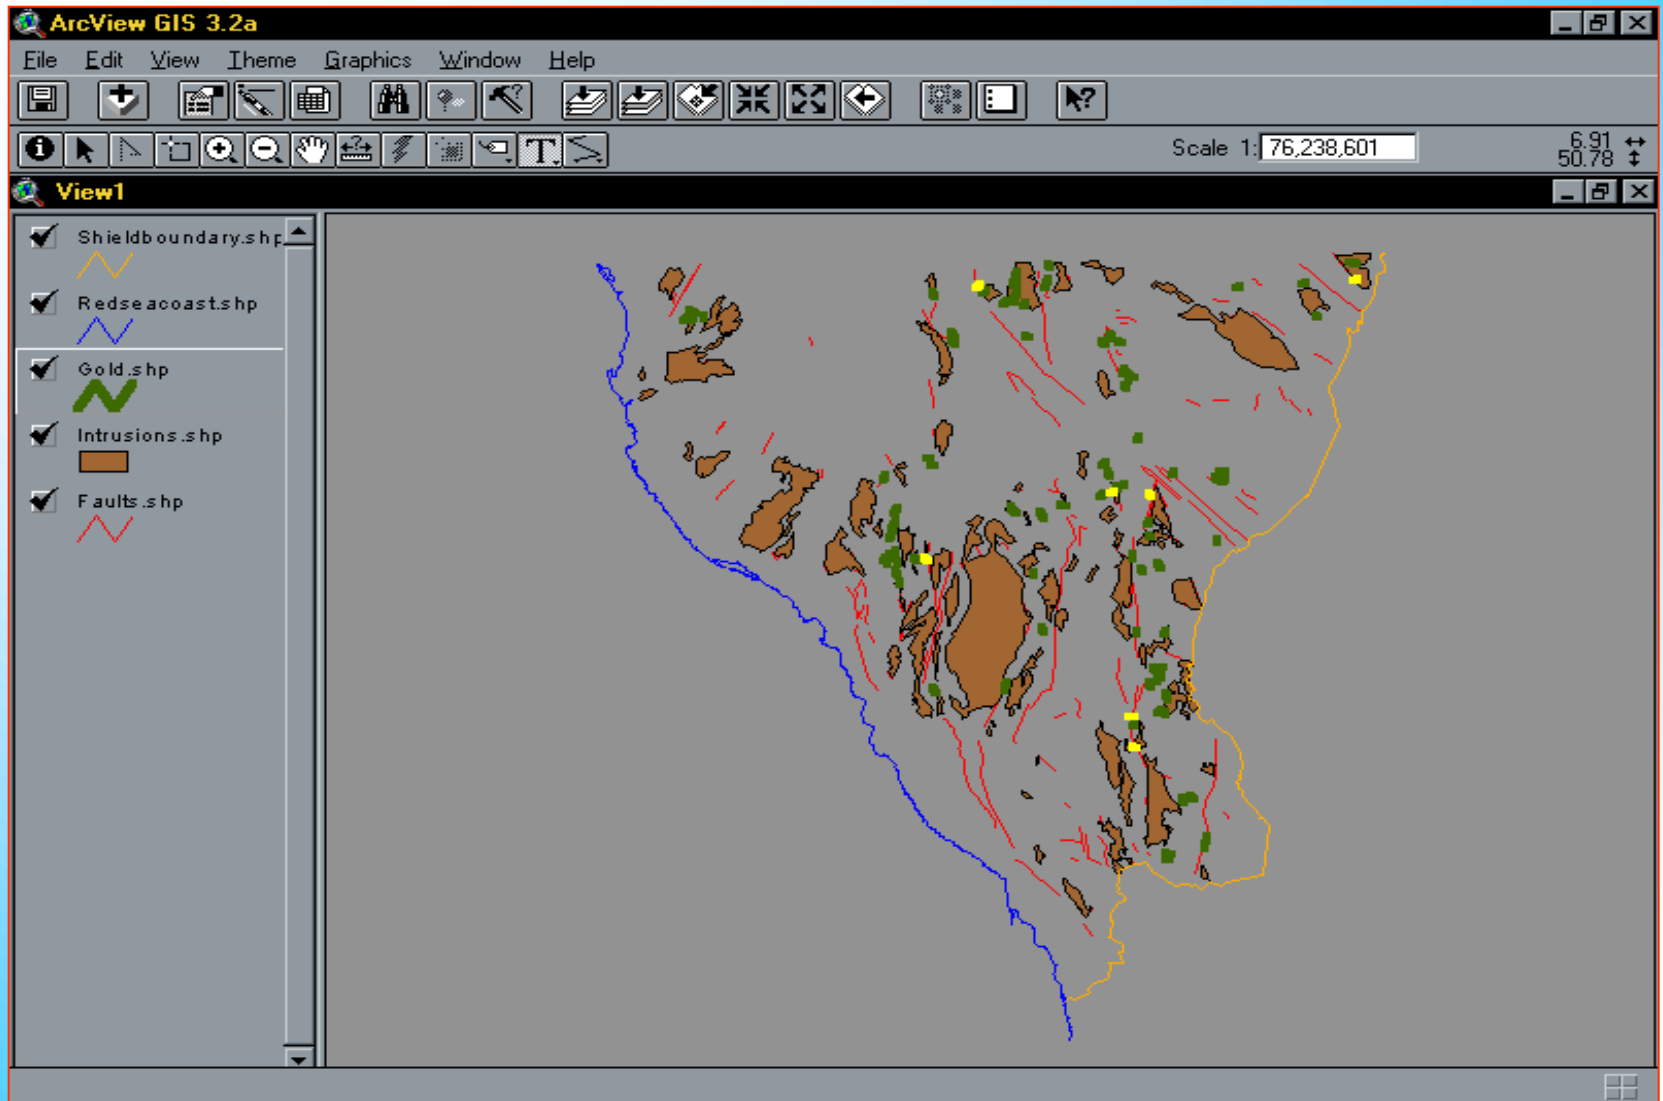 ArcView GIS 3.2a
File Edit View Theme Graphics Window Help
Scale 1: 76,238,601
6.91
50.78
View1
Shieldboundary.shp
Redseacoast.shp
Gold.shp
Intrusions.shp
Faults.shp